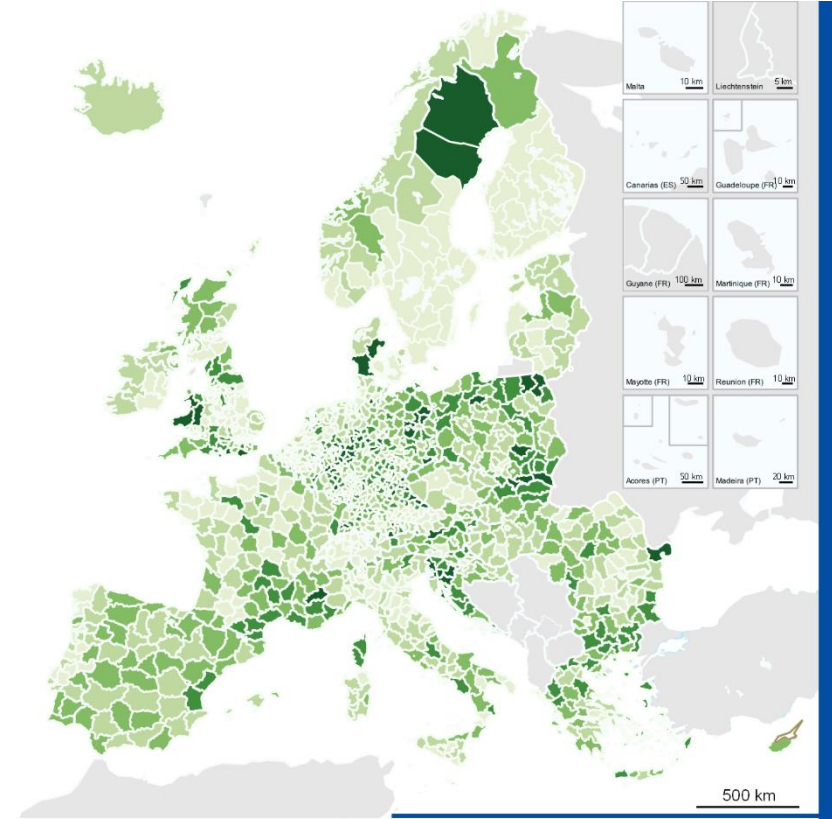 Malta 10 km
Liechtenstein 5 km
Canarias (ES) 50 km
Guadeloupe (FR) 10 km
Guyane (FR) 100 km
Martinique (FR) 10 km
Mayotte (FR) 10 km
Reunion (FR) 10 km
Acores (PT) 50 km
Madeira (PT) 20 km
500 km